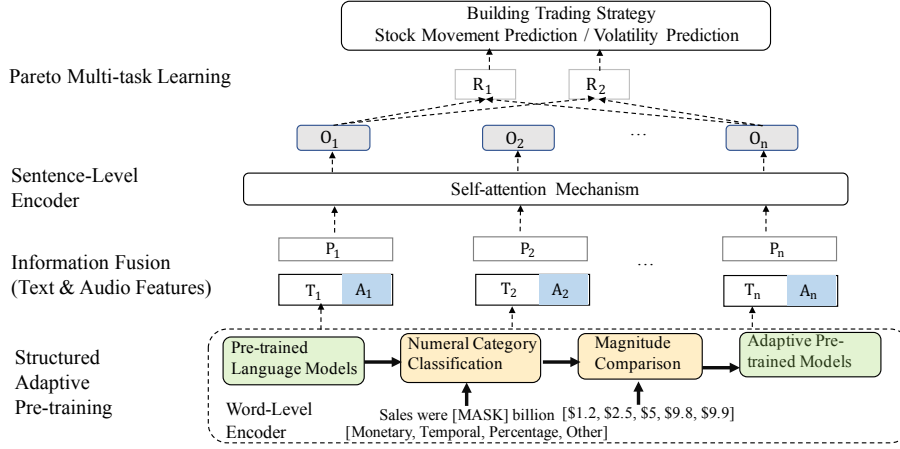 Building Trading Strategy
Stock Movement Prediction / Volatility Prediction
Pareto Multi-task Learning
R₁ R₂
O₁ O₂ ... Oₙ
Sentence-Level
Encoder
Self-attention Mechanism
P₁ P₂ ... Pₙ
Information Fusion
(Text & Audio Features)
T₁ A₁ T₂ A₂ Tₙ Aₙ
Structured
Adaptive
Pre-training
Pre-trained
Language Models
Numeral Category
Classification
Magnitude
Comparison
Adaptive Pre-
trained Models
Word-Level
Encoder
Sales were [MASK] billion
[Monetary, Temporal, Percentage, Other]
[$1.2, $2.5, $5, $9.8, $9.9]